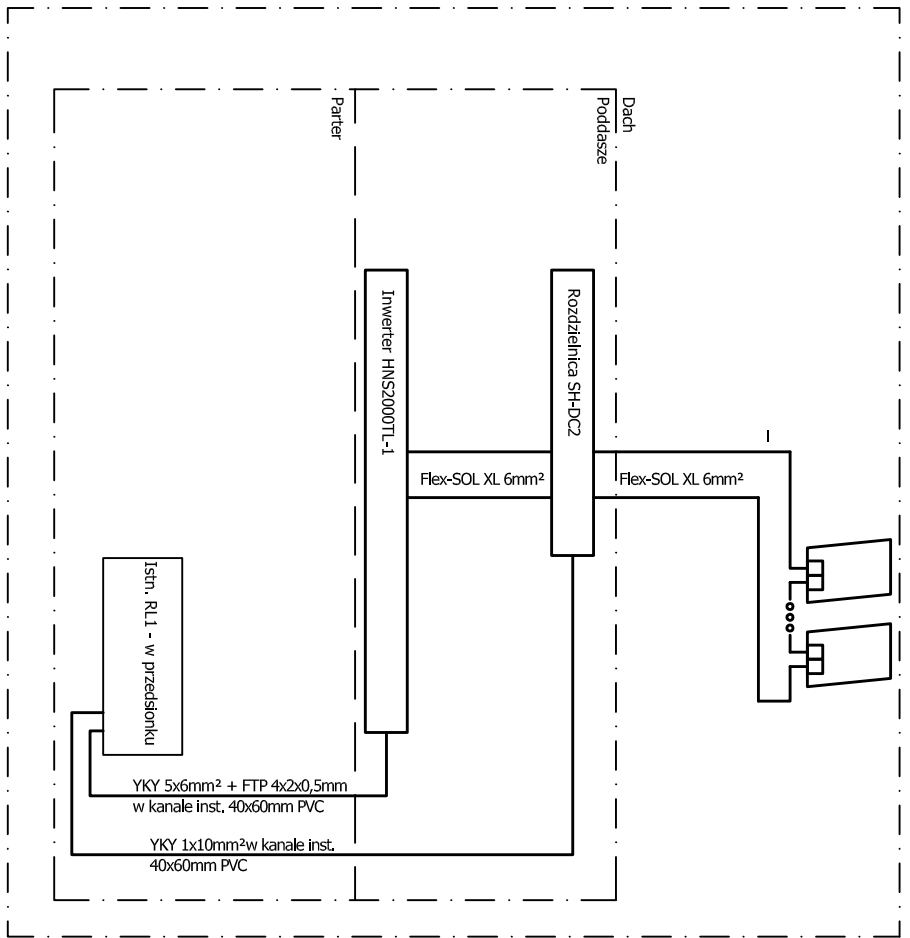 Parter
Poddasze
Dach
Inwerter HNS2000TL-1
Rozdzielnica SH-DC2
I
Flex-SOL XL 6mm²
Flex-SOL XL 6mm²
Istn. RL1 - w przedsionku
YKY 5x6mm² + FTP 4x2x0,5mm
w kanale inst. 40x60mm PVC
YKY 1x10mm²w kanale inst.
40x60mm PVC